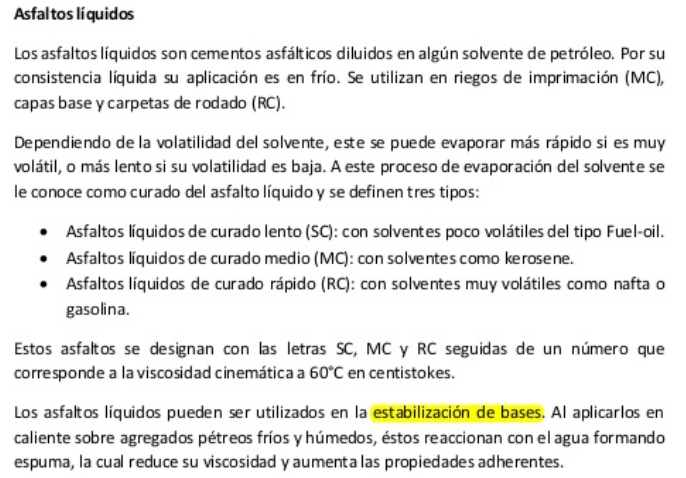 Asfaltos líquidos
Los asfaltos líquidos son cementos asfálticos diluidos en algún solvente de petróleo. Por su
consistencia líquida su aplicación es en frío. Se utilizan en riegos de imprimación (MC),
capas base y carpetas de rodado (RC).
Dependiendo de la volatilidad del solvente, este se puede evaporar más rápido si es muy
volátil, o más lento si su volatilidad es baja. A este proceso de evaporación del solvente se
le conoce como curado del asfalto líquido y se definen tres tipos:
• Asfaltos líquidos de curado lento (SC): con solventes poco volátiles del tipo Fuel-oil.
• Asfaltos líquidos de curado medio (MC): con solventes como kerosene.
• Asfaltos líquidos de curado rápido (RC): con solventes muy volátiles como nafta o
gasolina.
Estos asfaltos se designan con las letras SC, MC y RC seguidas de un número que
corresponde a la viscosidad cinemática a 60°C en centistokes.
Los asfaltos líquidos pueden ser utilizados en la estabilización de bases. Al aplicarlos en
caliente sobre agregados pétreos fríos y húmedos, éstos reaccionan con el agua formando
espuma, la cual reduce su viscosidad y aumenta las propiedades adherentes.